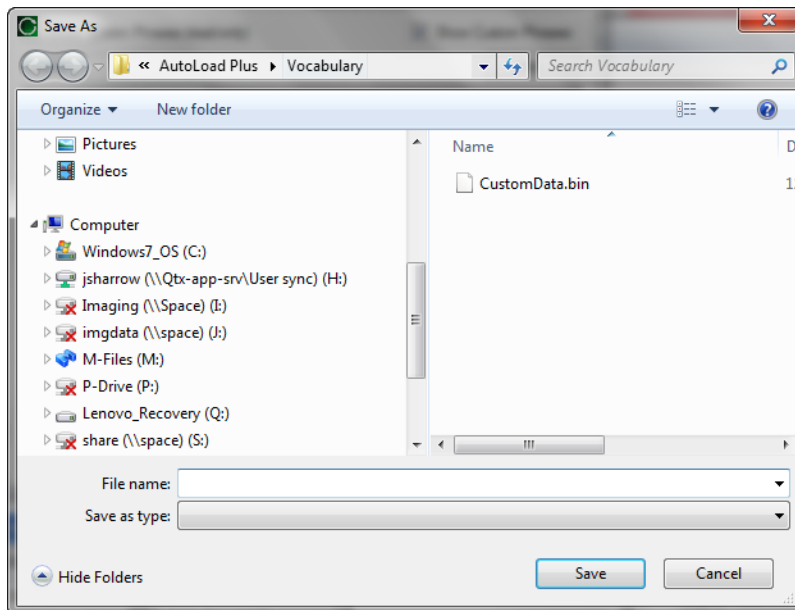 Save As
« AutoLoad Plus ▸ Vocabulary
Search Vocabulary
Organize
New folder
Pictures
Videos
Computer
Windows7_OS (C:)
jsharrow (\\Qtx-app-srv\User sync) (H:)
Imaging (\\Space) (I:)
imgdata (\\space) (J:)
M-Files (M:)
P-Drive (P:)
Lenovo_Recovery (Q:)
share (\\space) (S:)
Name
D
CustomData.bin
1
File name:
Save as type:
Hide Folders
Save
Cancel